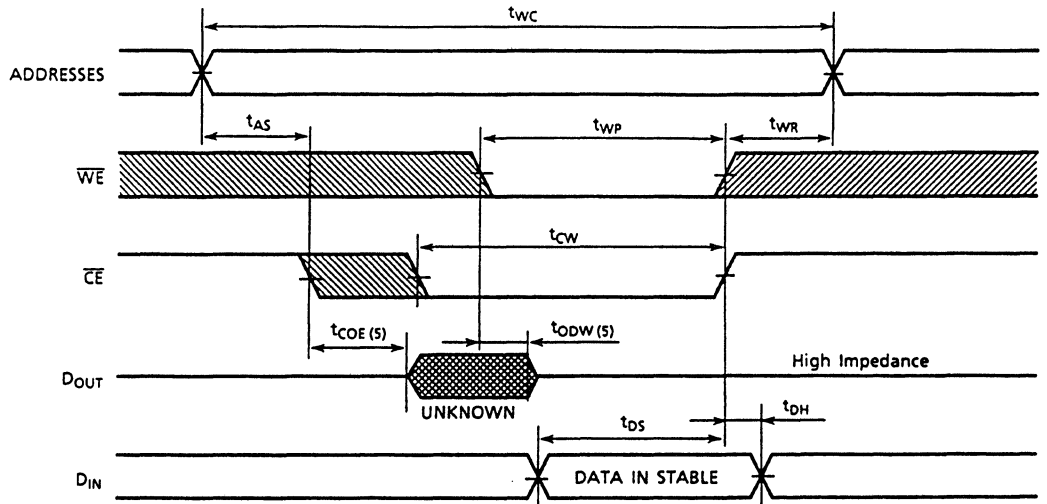 tWC
ADDRESSES
tAS
tWP
tWR
WE
tCW
CE
tCOE (5)
tODW (5)
High Impedance
DOUT
UNKNOWN
tDS
tDH
DIN
DATA IN STABLE